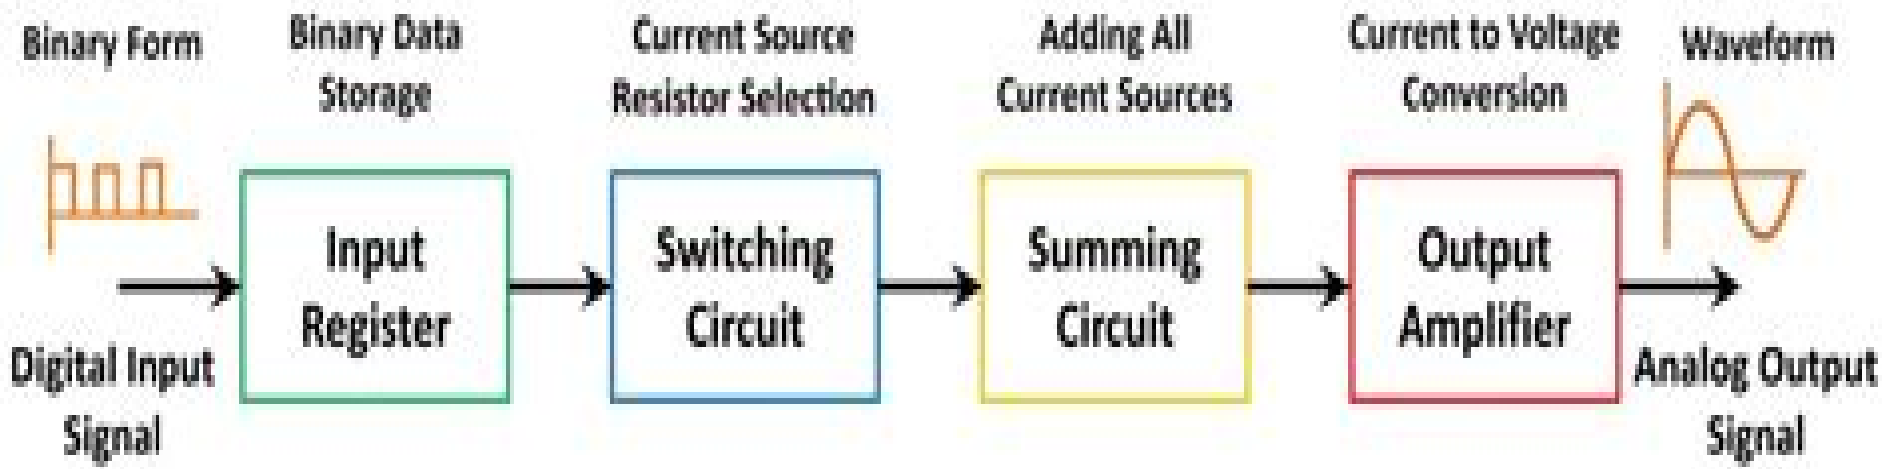 Binary Form
Binary Data
Storage
Current Source
Resistor Selection
Adding All
Current Sources
Current to Voltage
Conversion
Waveform
Input
Register
Switching
Circuit
Summing
Circuit
Output
Amplifier
Digital Input
Signal
Analog Output
Signal